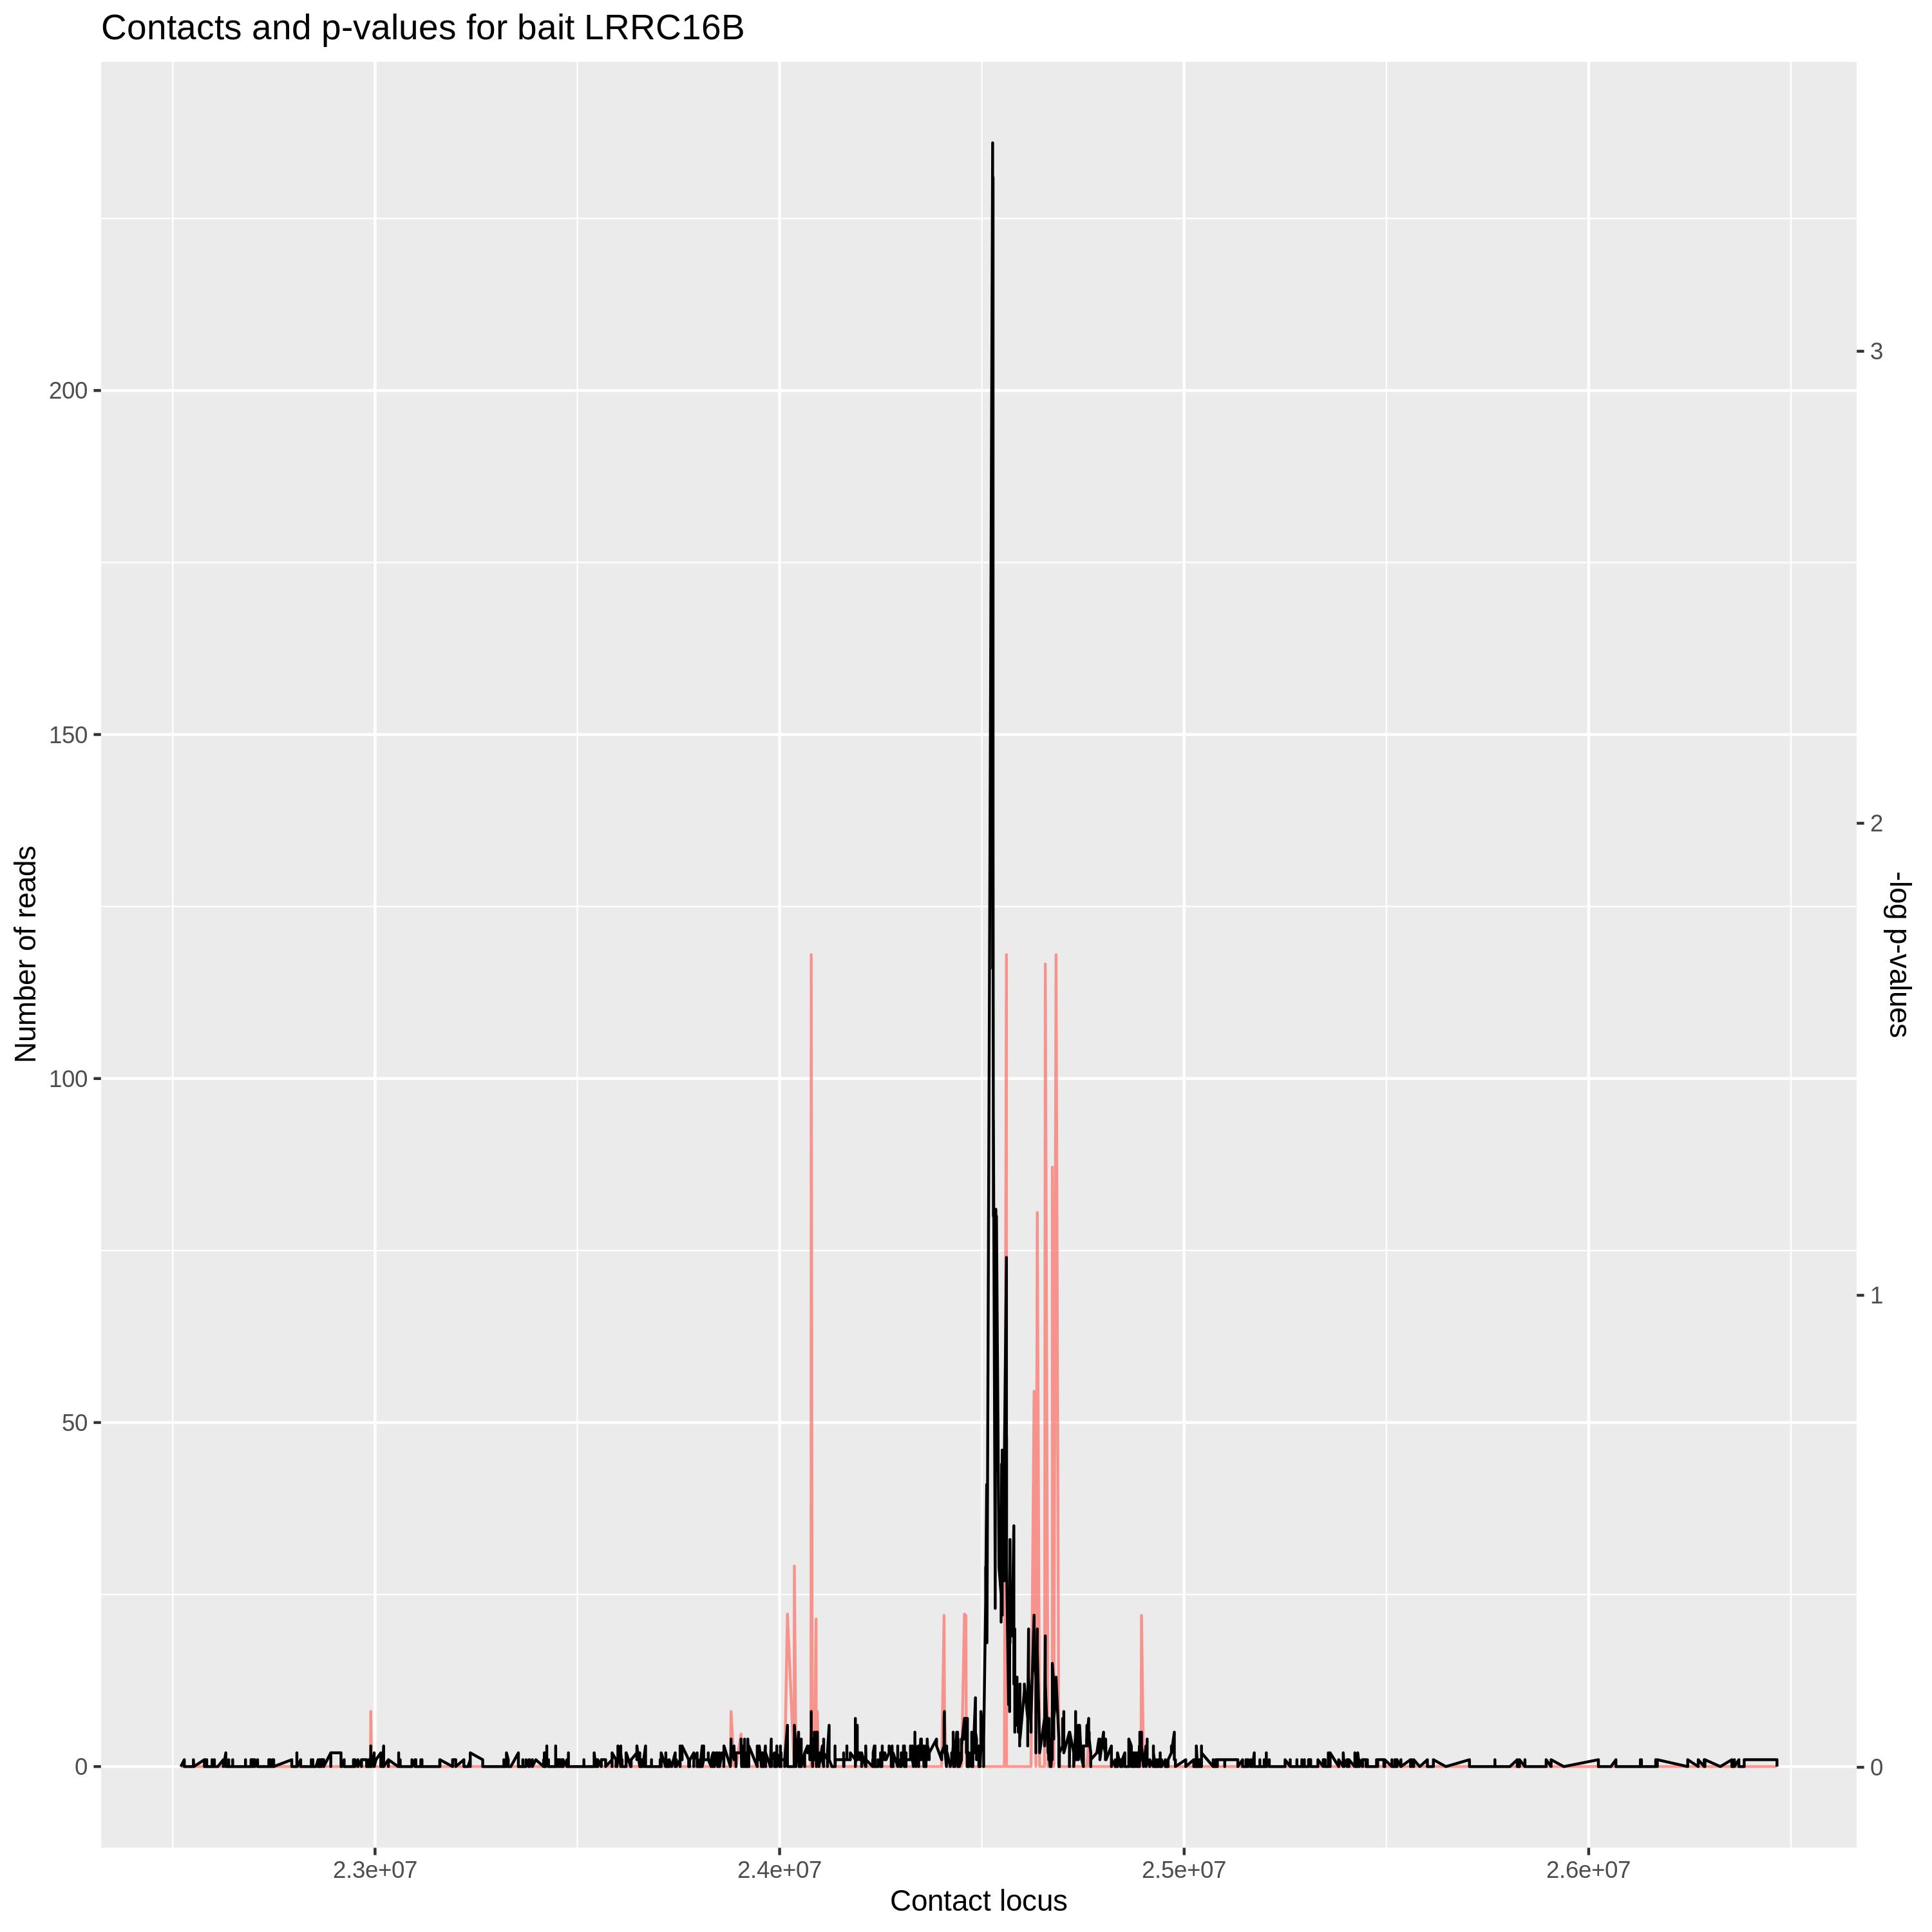 Contacts and p-values for bait LRRC16B
Number of reads
200
150
100
50
0
3
2
1
0
-log p-values
2.3e+07 2.4e+07 2.5e+07 2.6e+07
Contact locus